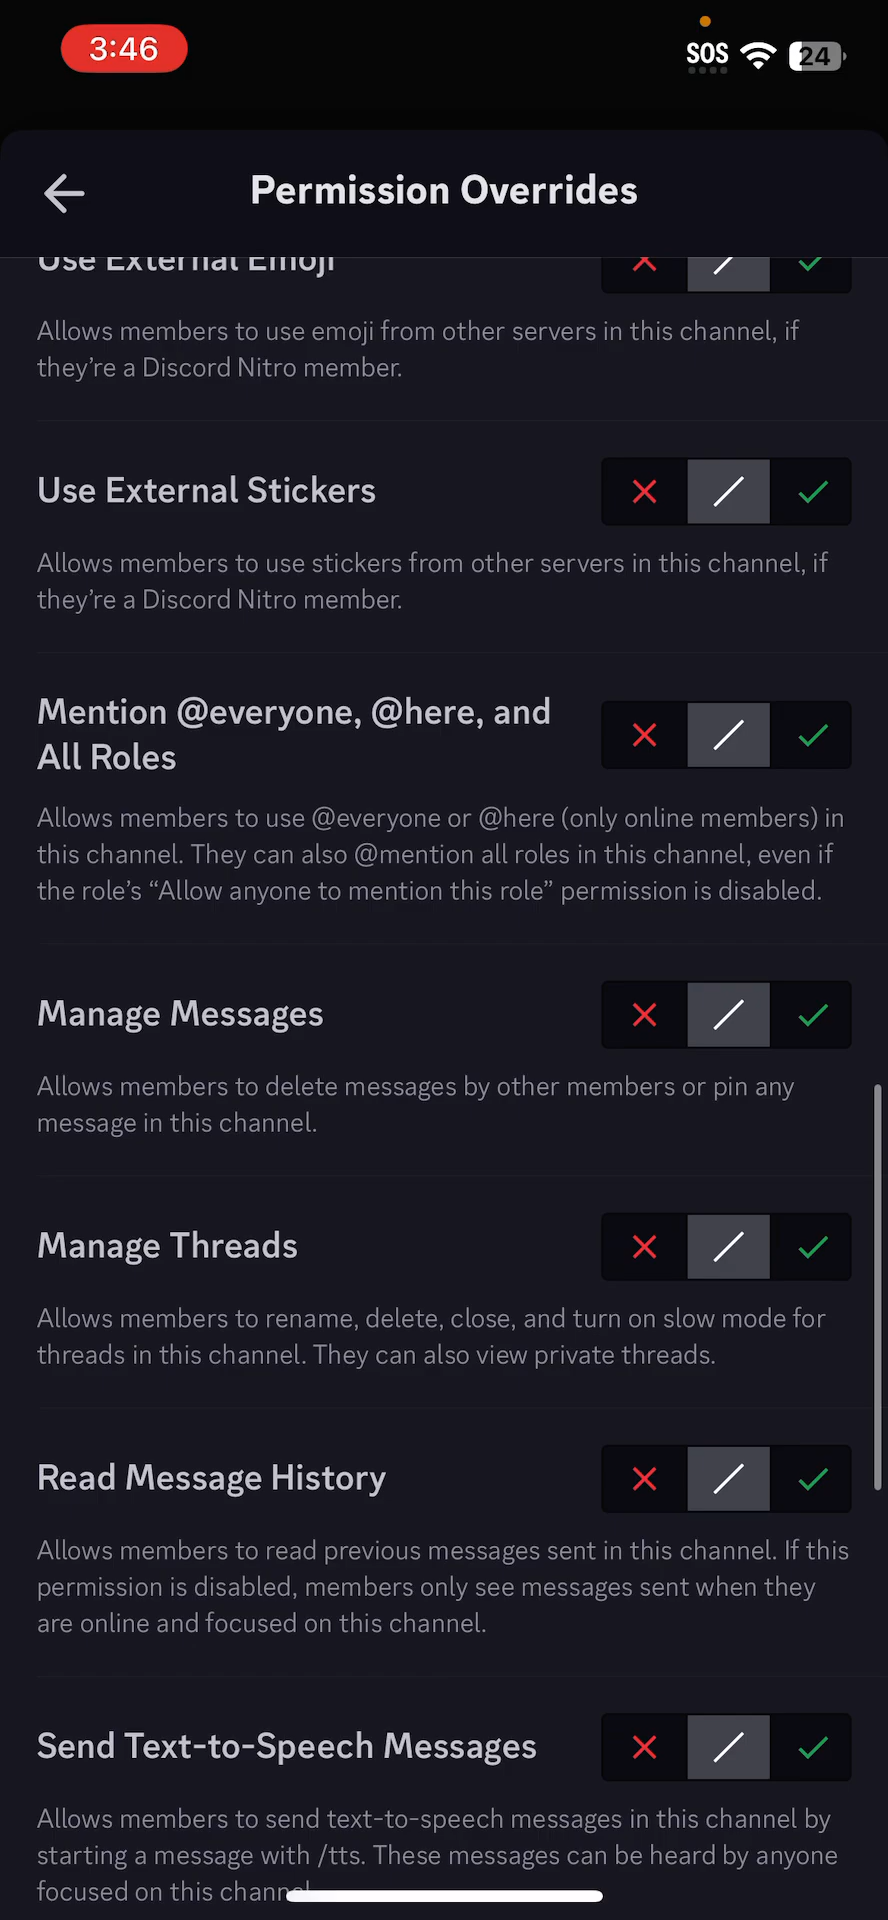 3:46
SOS
24
Permission Overrides
Use External Emoji
Allows members to use emoji from other servers in this channel, if
they’re a Discord Nitro member.
Use External Stickers
Allows members to use stickers from other servers in this channel, if
they’re a Discord Nitro member.
Mention @everyone, @here, and
All Roles
Allows members to use @everyone or @here (only online members) in
this channel. They can also @mention all roles in this channel, even if
the role’s “Allow anyone to mention this role” permission is disabled.
Manage Messages
Allows members to delete messages by other members or pin any
message in this channel.
Manage Threads
Allows members to rename, delete, close, and turn on slow mode for
threads in this channel. They can also view private threads.
Read Message History
Allows members to read previous messages sent in this channel. If this
permission is disabled, members only see messages sent when they
are online and focused on this channel.
Send Text-to-Speech Messages
Allows members to send text-to-speech messages in this channel by
starting a message with /tts. These messages can be heard by anyone
focused on this channel.